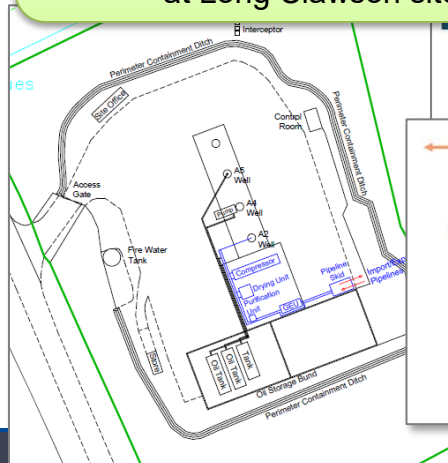 at Long Clawson site
Interceptor
Perimeter Containment Ditch
es
Site Office
Control
Room
Perimeter Containment Ditch
Access
Gate
A5
Well
Pump
A4
Well
A2
Well
Fire Water
Tank
Compressor
Drying Unit
Purification
Unit
Pipeline
Skid
Pipelines
GEU
Store
Oil Tank
Oil Tank
Tank
Oil Storage Bund
Perimeter Containment Ditch